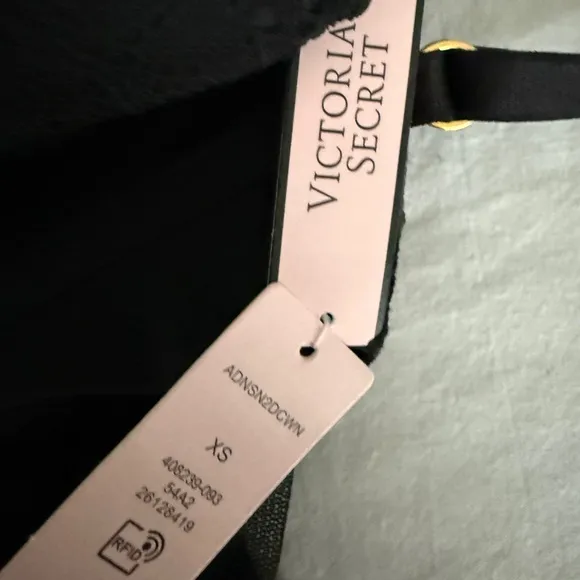 VICTORIA
SECRET
ADNSN2DCWN
XS
408239-093
54A2
26128419
RFID